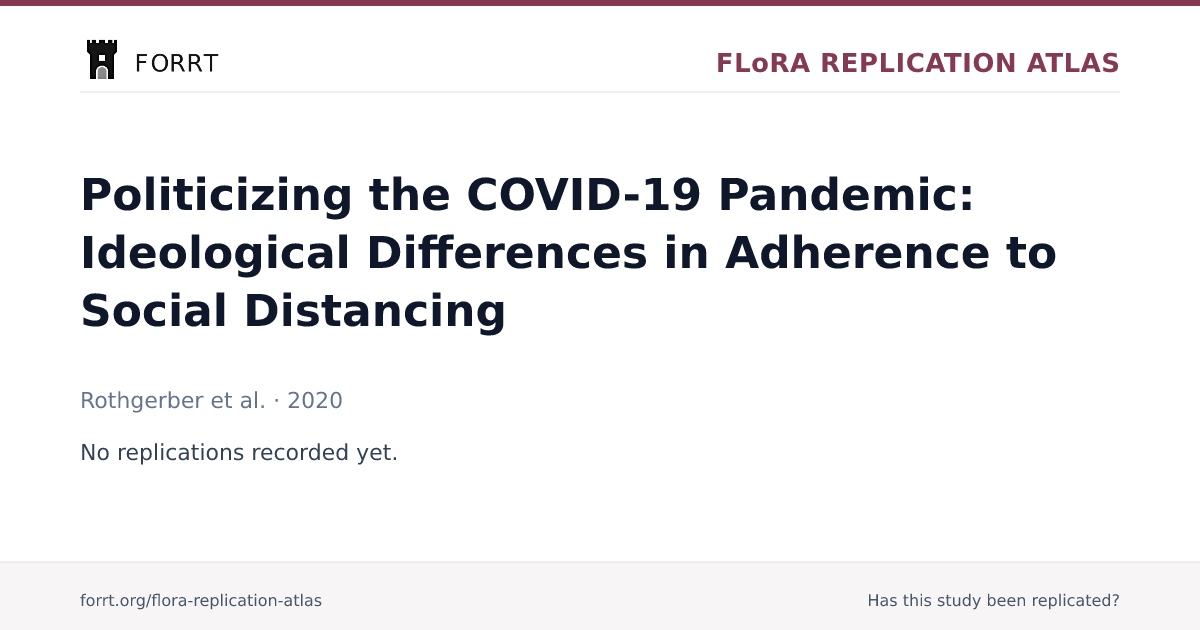 FORRT
FLoRA REPLICATION ATLAS
Politicizing the COVID-19 Pandemic:
Ideological Differences in Adherence to
Social Distancing
Rothgerber et al. · 2020
No replications recorded yet.
forrt.org/flora-replication-atlas
Has this study been replicated?